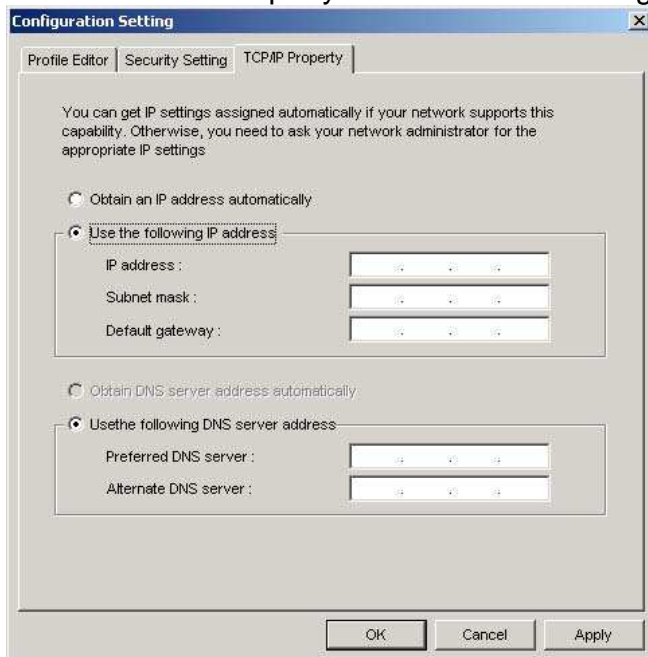 Configuration Setting
Profile Editor
Security Setting
TCP/IP Property
You can get IP settings assigned automatically if your network supports this
capability. Otherwise, you need to ask your network administrator for the
appropriate IP settings
Obtain an IP address automatically
Use the following IP address
IP address :
Subnet mask :
Default gateway :
Obtain DNS server address automatically
Usethe following DNS server address
Preferred DNS server :
Alternate DNS server :
OK
Cancel
Apply